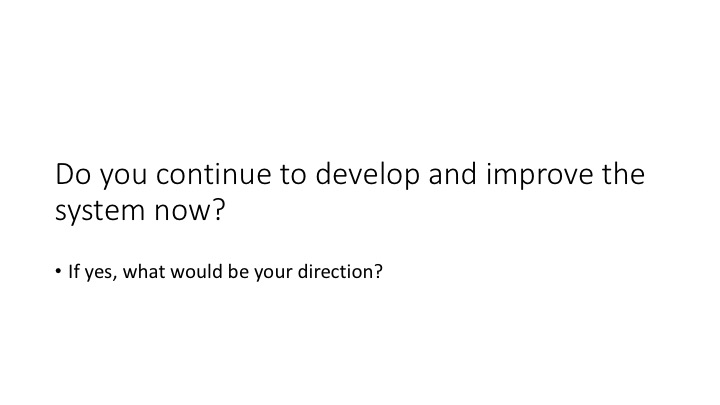 Do you continue to develop and improve the
system now?
• If yes, what would be your direction?